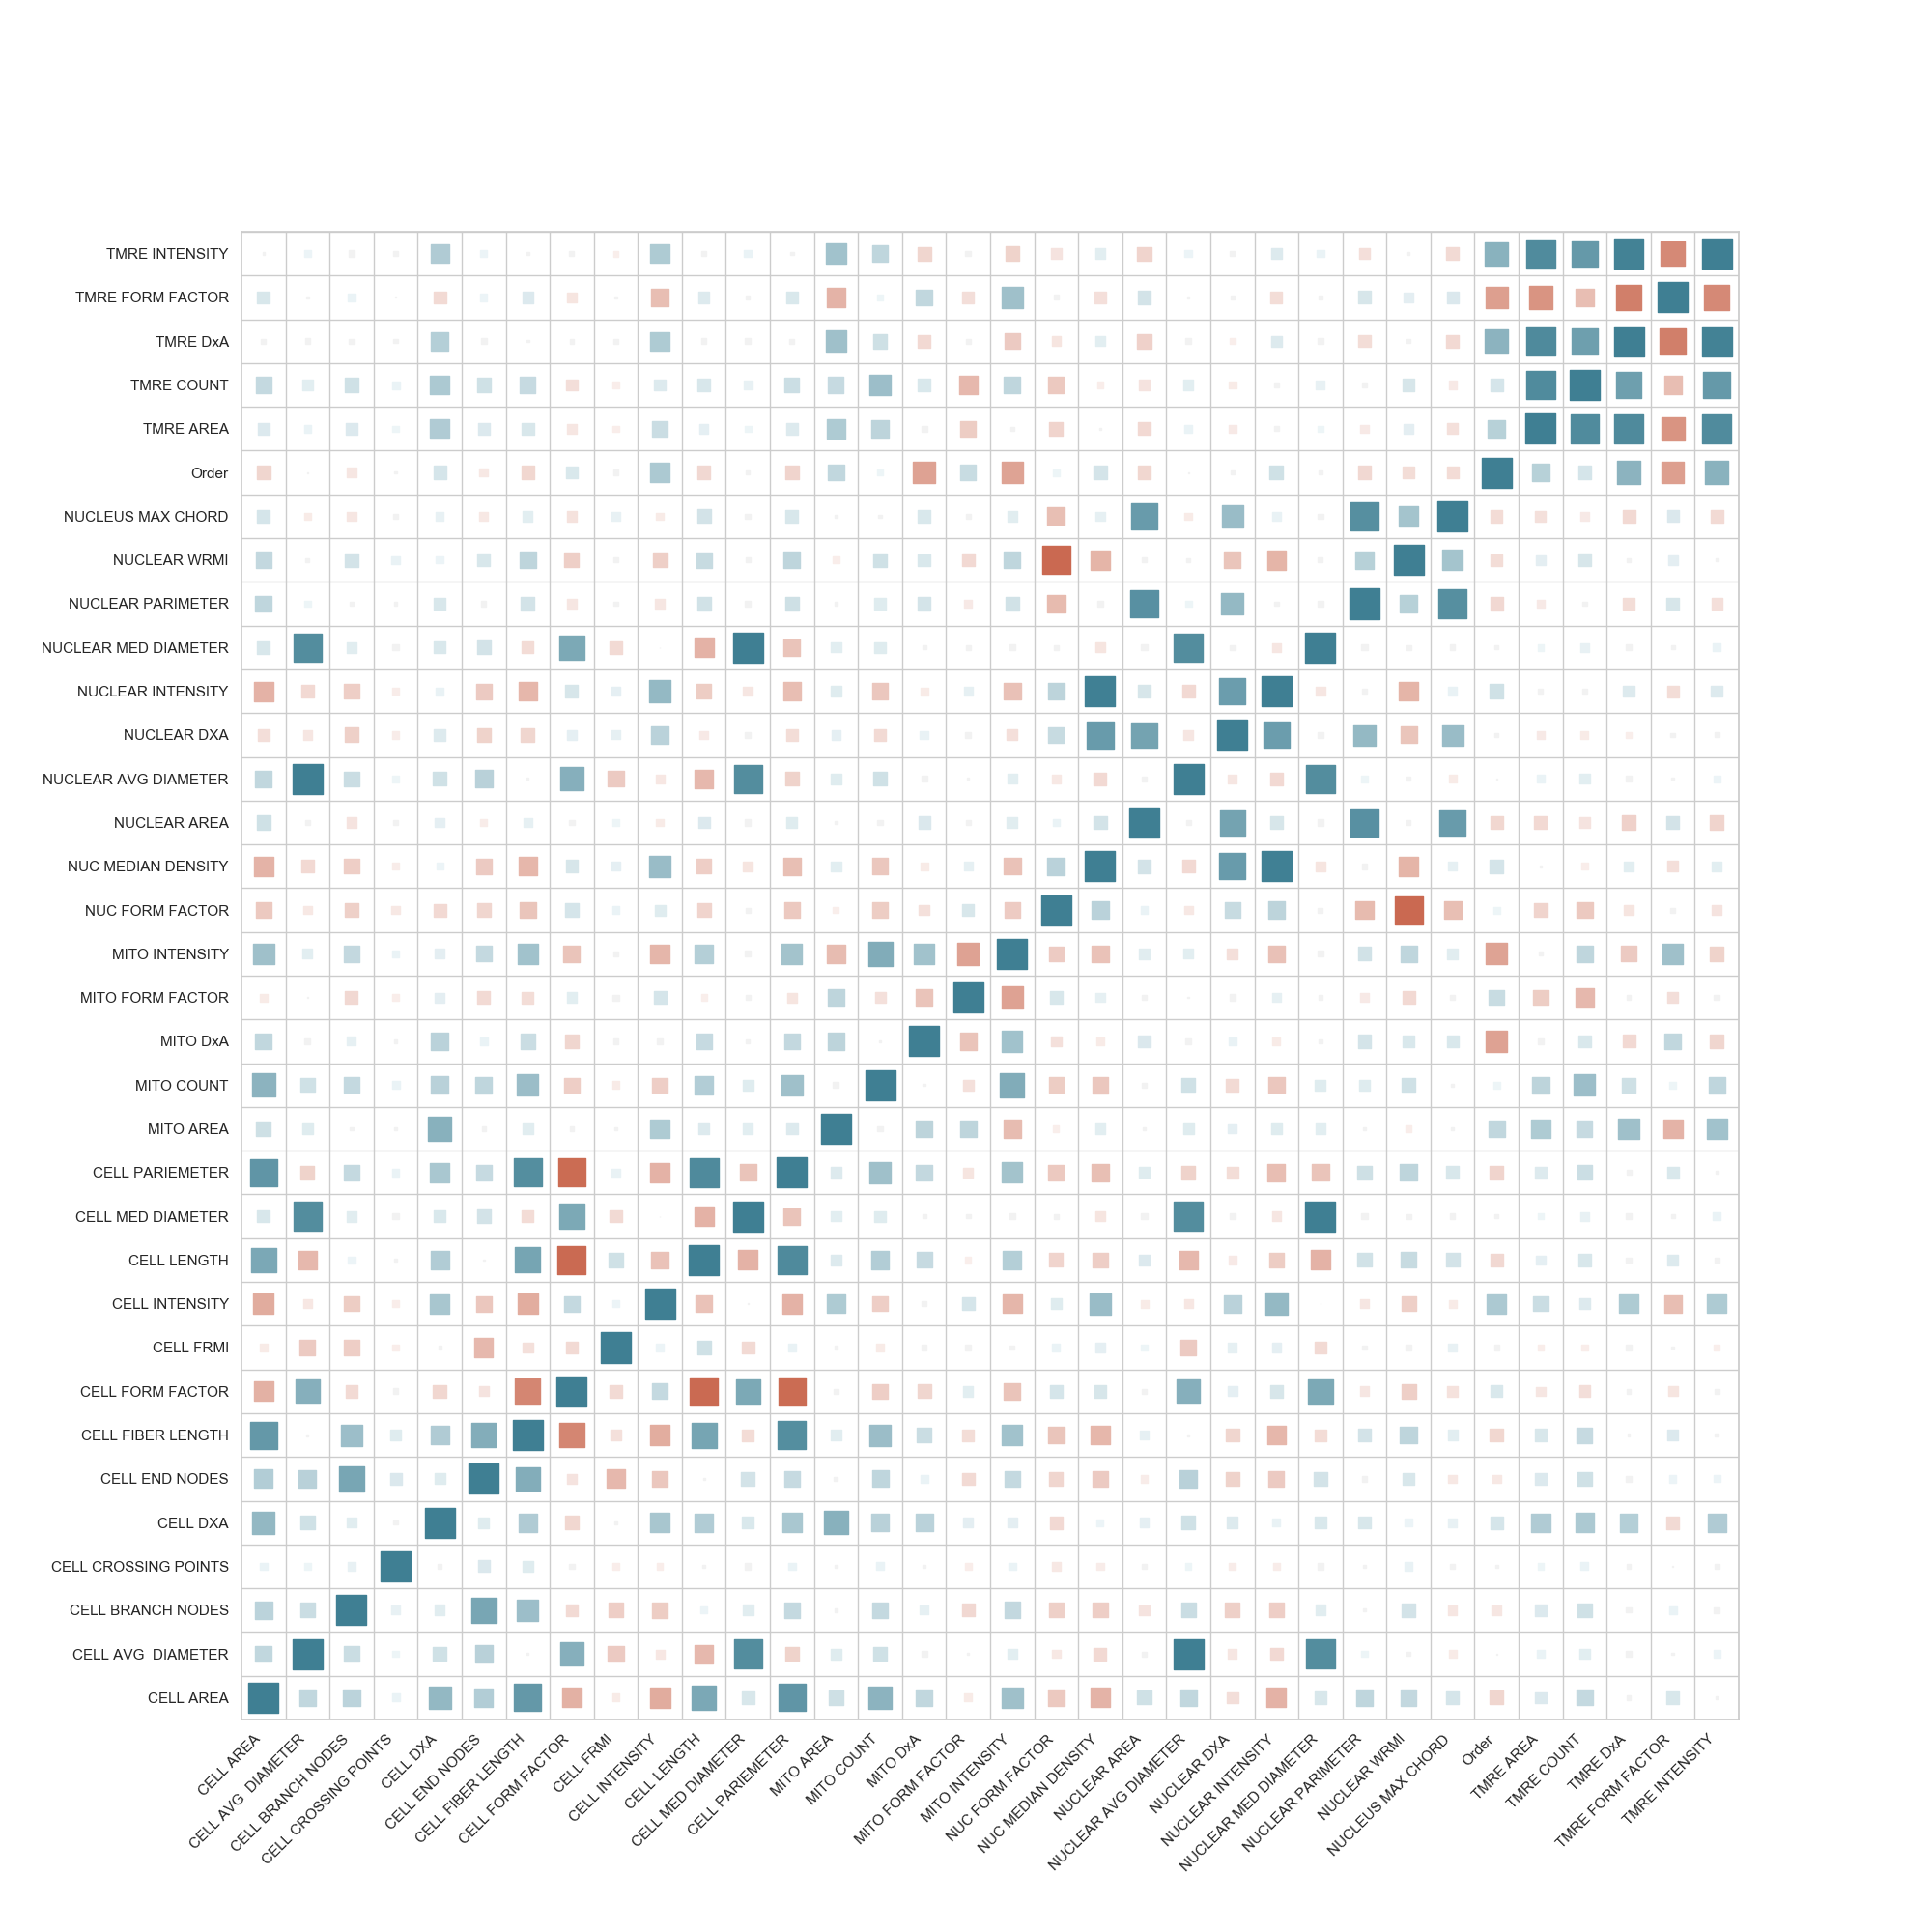 TMRE INTENSITY
TMRE FORM FACTOR
TMRE DxA
TMRE COUNT
TMRE AREA
Order
NUCLEUS MAX CHORD
NUCLEAR WRMI
NUCLEAR PARIMETER
NUCLEAR MED DIAMETER
NUCLEAR INTENSITY
NUCLEAR DXA
NUCLEAR AVG DIAMETER
NUCLEAR AREA
NUC MEDIAN DENSITY
NUC FORM FACTOR
MITO INTENSITY
MITO FORM FACTOR
MITO DxA
MITO COUNT
MITO AREA
CELL PARIEMETER
CELL MED DIAMETER
CELL LENGTH
CELL INTENSITY
CELL FRMI
CELL FORM FACTOR
CELL FIBER LENGTH
CELL END NODES
CELL DXA
CELL CROSSING POINTS
CELL BRANCH NODES
CELL AVG  DIAMETER
CELL AREA
CELL AREA
CELL AVG  DIAMETER
CELL BRANCH NODES
CELL CROSSING POINTS
CELL DXA
CELL END NODES
CELL FIBER LENGTH
CELL FORM FACTOR
CELL FRMI
CELL INTENSITY
CELL LENGTH
CELL MED DIAMETER
CELL PARIEMETER
MITO AREA
MITO COUNT
MITO DxA
MITO FORM FACTOR
MITO INTENSITY
NUC FORM FACTOR
NUC MEDIAN DENSITY
NUCLEAR AREA
NUCLEAR AVG DIAMETER
NUCLEAR DXA
NUCLEAR INTENSITY
NUCLEAR MED DIAMETER
NUCLEAR PARIMETER
NUCLEAR WRMI
NUCLEUS MAX CHORD
Order
TMRE AREA
TMRE COUNT
TMRE DxA
TMRE FORM FACTOR
TMRE INTENSITY